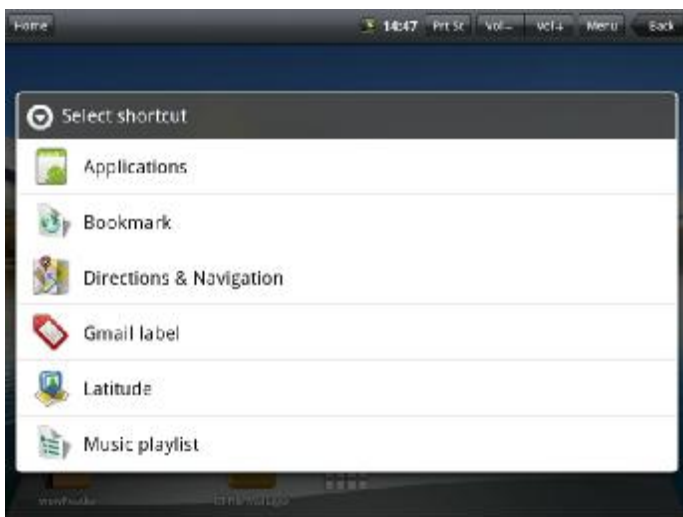 Home 14:47 Prt Sc Vol- Vol+ Menu Back
Select shortcut
Applications
Bookmark
Directions & Navigation
Gmail label
Latitude
Music playlist